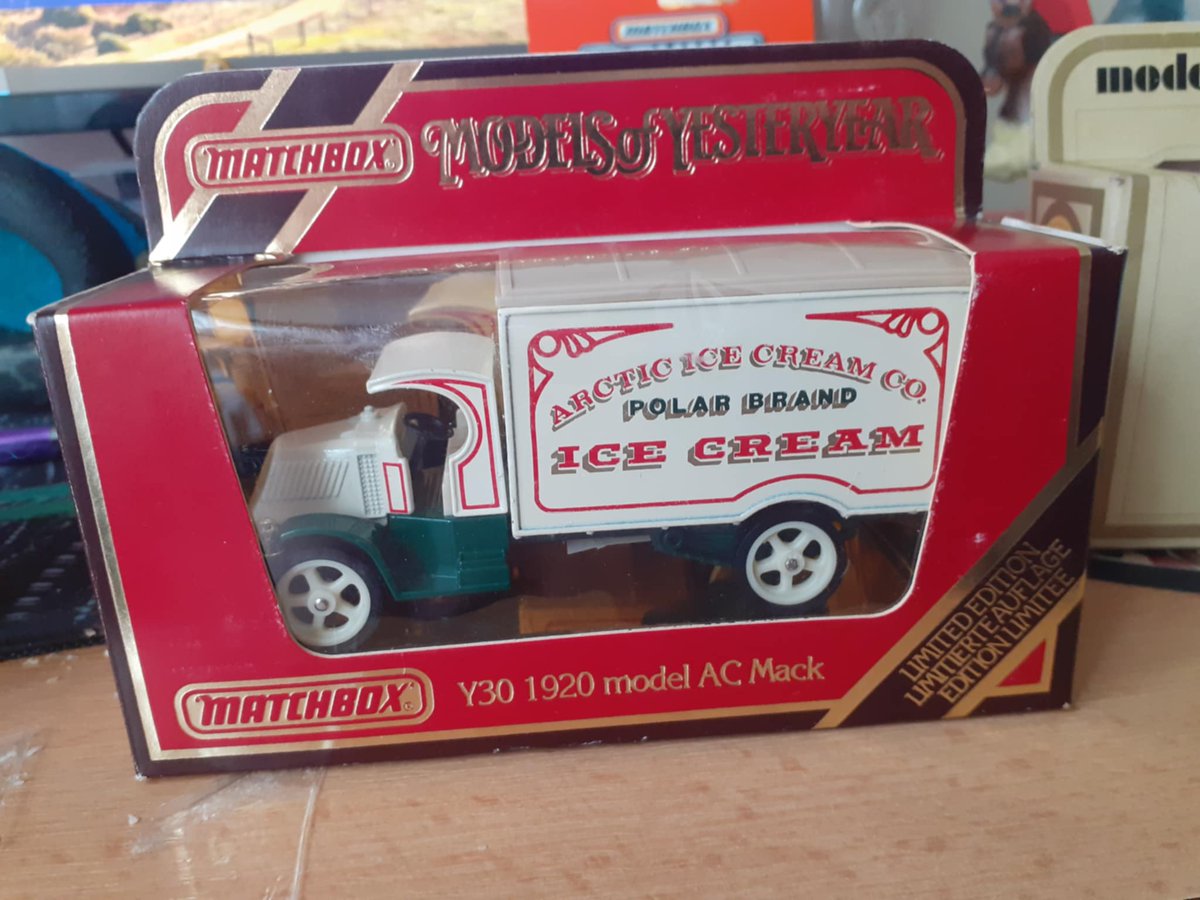 MATCHBOX
MATCHBOX
MODELS of YESTERYEAR
ARCTIC ICE CREAM CO.
POLAR BRAND
ICE CREAM
LIMITED EDITION
LIMITIERTE AUFLAGE
EDITION LIMITEE
MATCHBOX
Y30 1920 model AC Mack